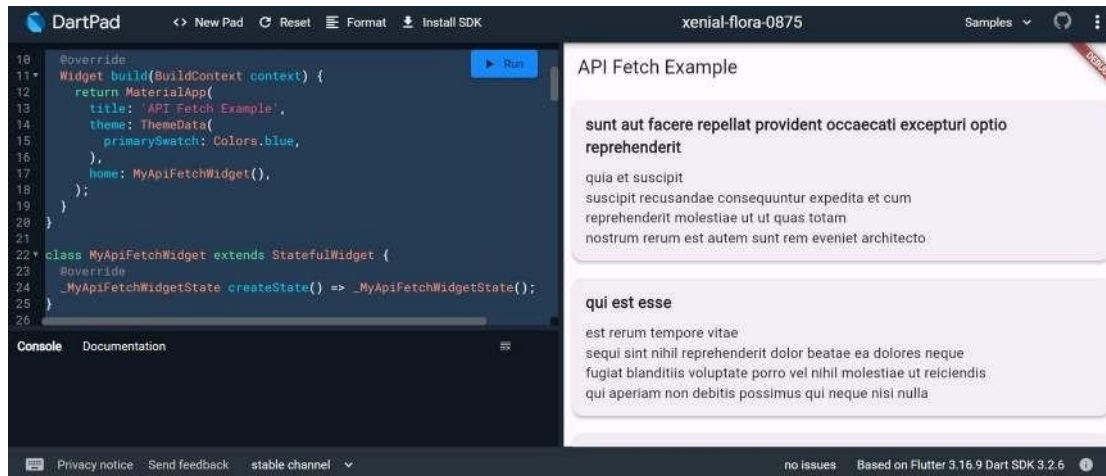 DartPad
<> New Pad
Reset
Format
Install SDK
xenial-flora-0875
Samples
10 @override
11 Widget build(BuildContext context) {
12 return MaterialApp(
13 title: 'API Fetch Example',
14 theme: ThemeData(
15 primarySwatch: Colors.blue,
16 ),
17 home: MyApiFetchWidget(),
18 );
19 }
20 }
21
22 class MyApiFetchWidget extends StatefulWidget {
23 @override
24 _MyApiFetchWidgetState createState() => _MyApiFetchWidgetState();
25 }
26
Run
Console
Documentation
API Fetch Example
DEBUG
sunt aut facere repellat provident occaecati excepturi optio
reprehenderit
quia et suscipit
suscipit recusandae consequuntur expedita et cum
reprehenderit molestiae ut ut quas totam
nostrum rerum est autem sunt rem eveniet architecto
qui est esse
est rerum tempore vitae
sequi sint nihil reprehenderit dolor beatae ea dolores neque
fugiat blanditiis voluptate porro vel nihil molestiae ut reiciendis
qui aperiam non debitis possimus qui neque nisi nulla
Privacy notice
Send feedback
stable channel
no issues
Based on Flutter 3.16.9 Dart SDK 3.2.6